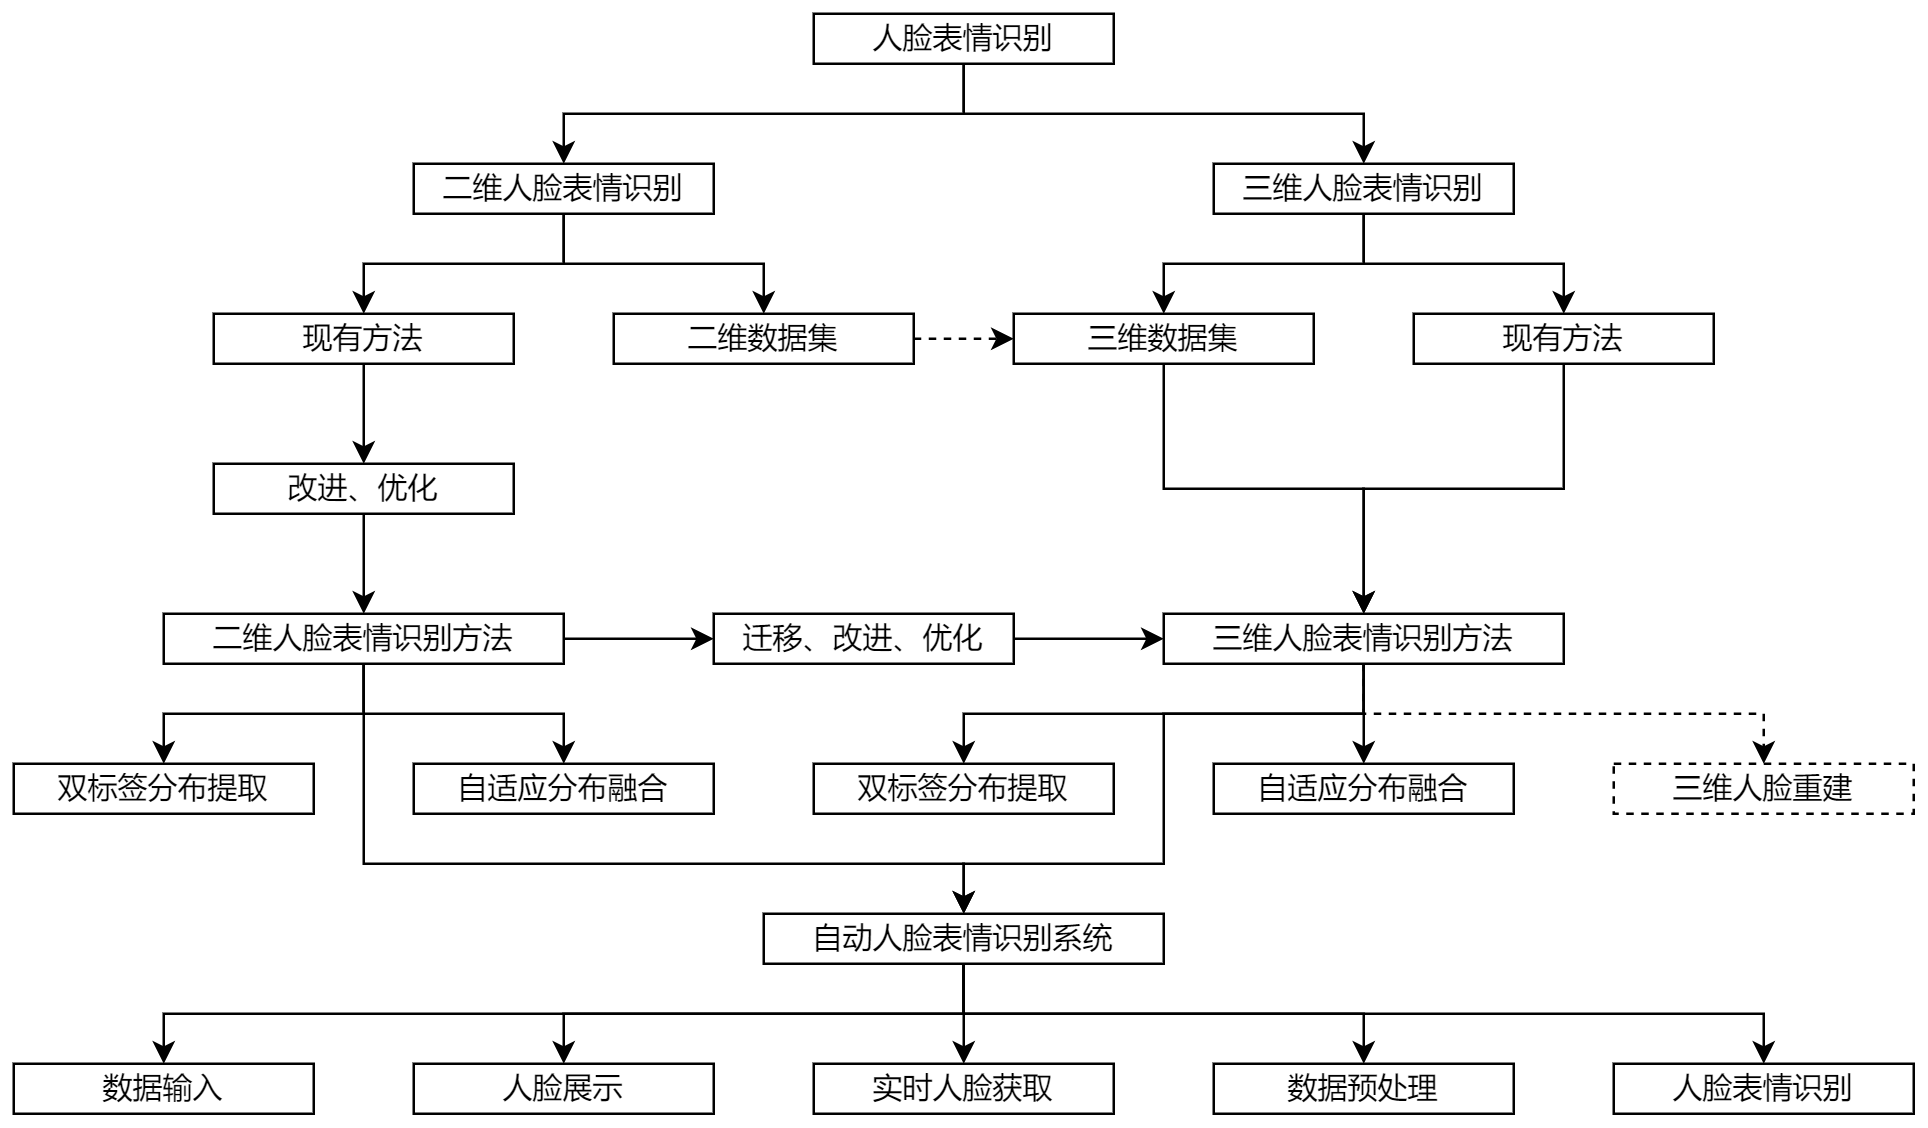 人脸表情识别
二维人脸表情识别
三维人脸表情识别
现有方法
二维数据集
三维数据集
现有方法
改进、优化
二维人脸表情识别方法
迁移、改进、优化
三维人脸表情识别方法
双标签分布提取
自适应分布融合
双标签分布提取
自适应分布融合
三维人脸重建
自动人脸表情识别系统
数据输入
人脸展示
实时人脸获取
数据预处理
人脸表情识别